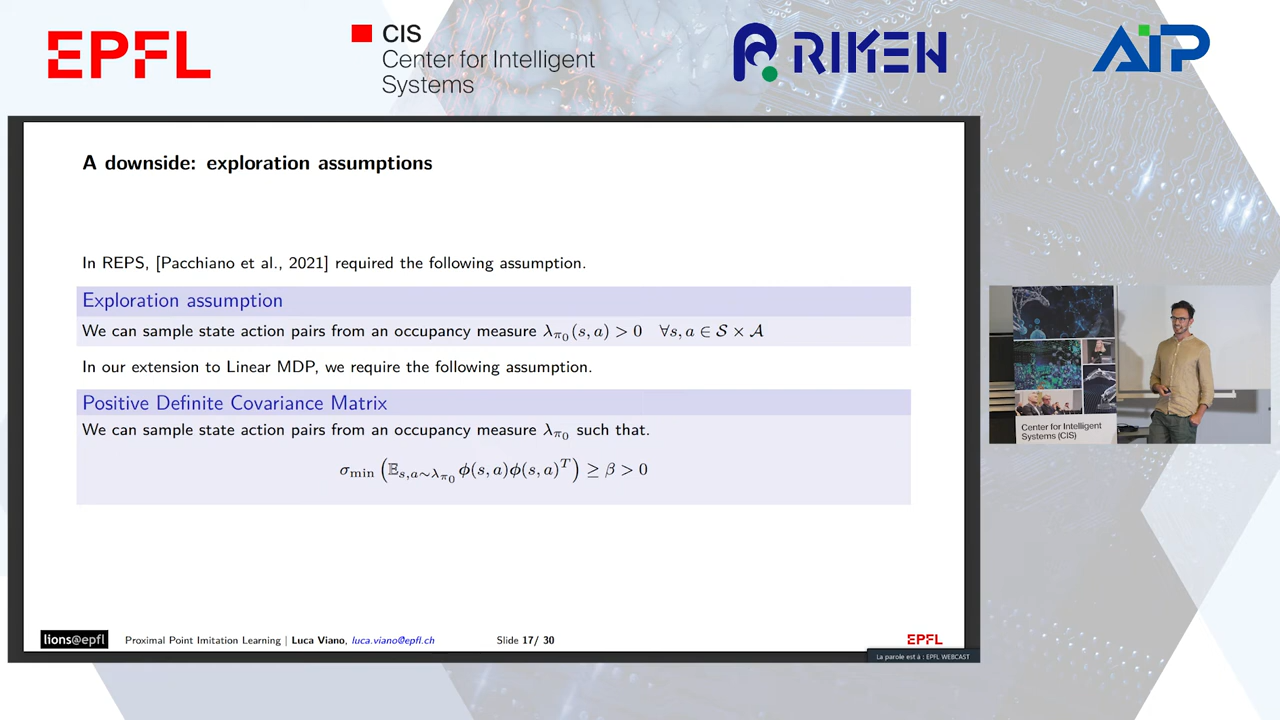 EPFL
CIS
Center for Intelligent
Systems
RIKEN
AIP
A downside: exploration assumptions
In REPS, [Pacchiano et al., 2021] required the following assumption.
Exploration assumption
We can sample state action pairs from an occupancy measure λ_{π₀}(s, a) > 0 ∀s, a ∈ 𝒮 × 𝒜
In our extension to Linear MDP, we require the following assumption.
Positive Definite Covariance Matrix
We can sample state action pairs from an occupancy measure λ_{π₀} such that.
σ_min (𝔼_{s,a∼λ_{π₀}} ϕ(s, a)ϕ(s, a)^T) ≥ β > 0
lions@epfl
Proximal Point Imitation Learning | Luca Viano, luca.viano@epfl.ch
Slide 17/ 30
EPFL
La parole est à : EPFL WEBCAST
Center for Intelligent
Systems (CIS)